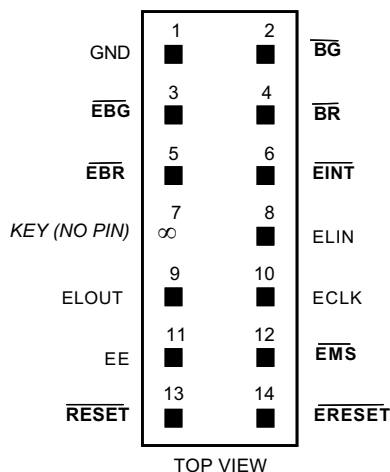 1 2
GND BG
3 4
EBG BR
5 6
EBR EINT
7 8
KEY (NO PIN) ∞ ELIN
9 10
ELOUT ECLK
11 12
EE EMS
13 14
RESET ERESET
TOP VIEW